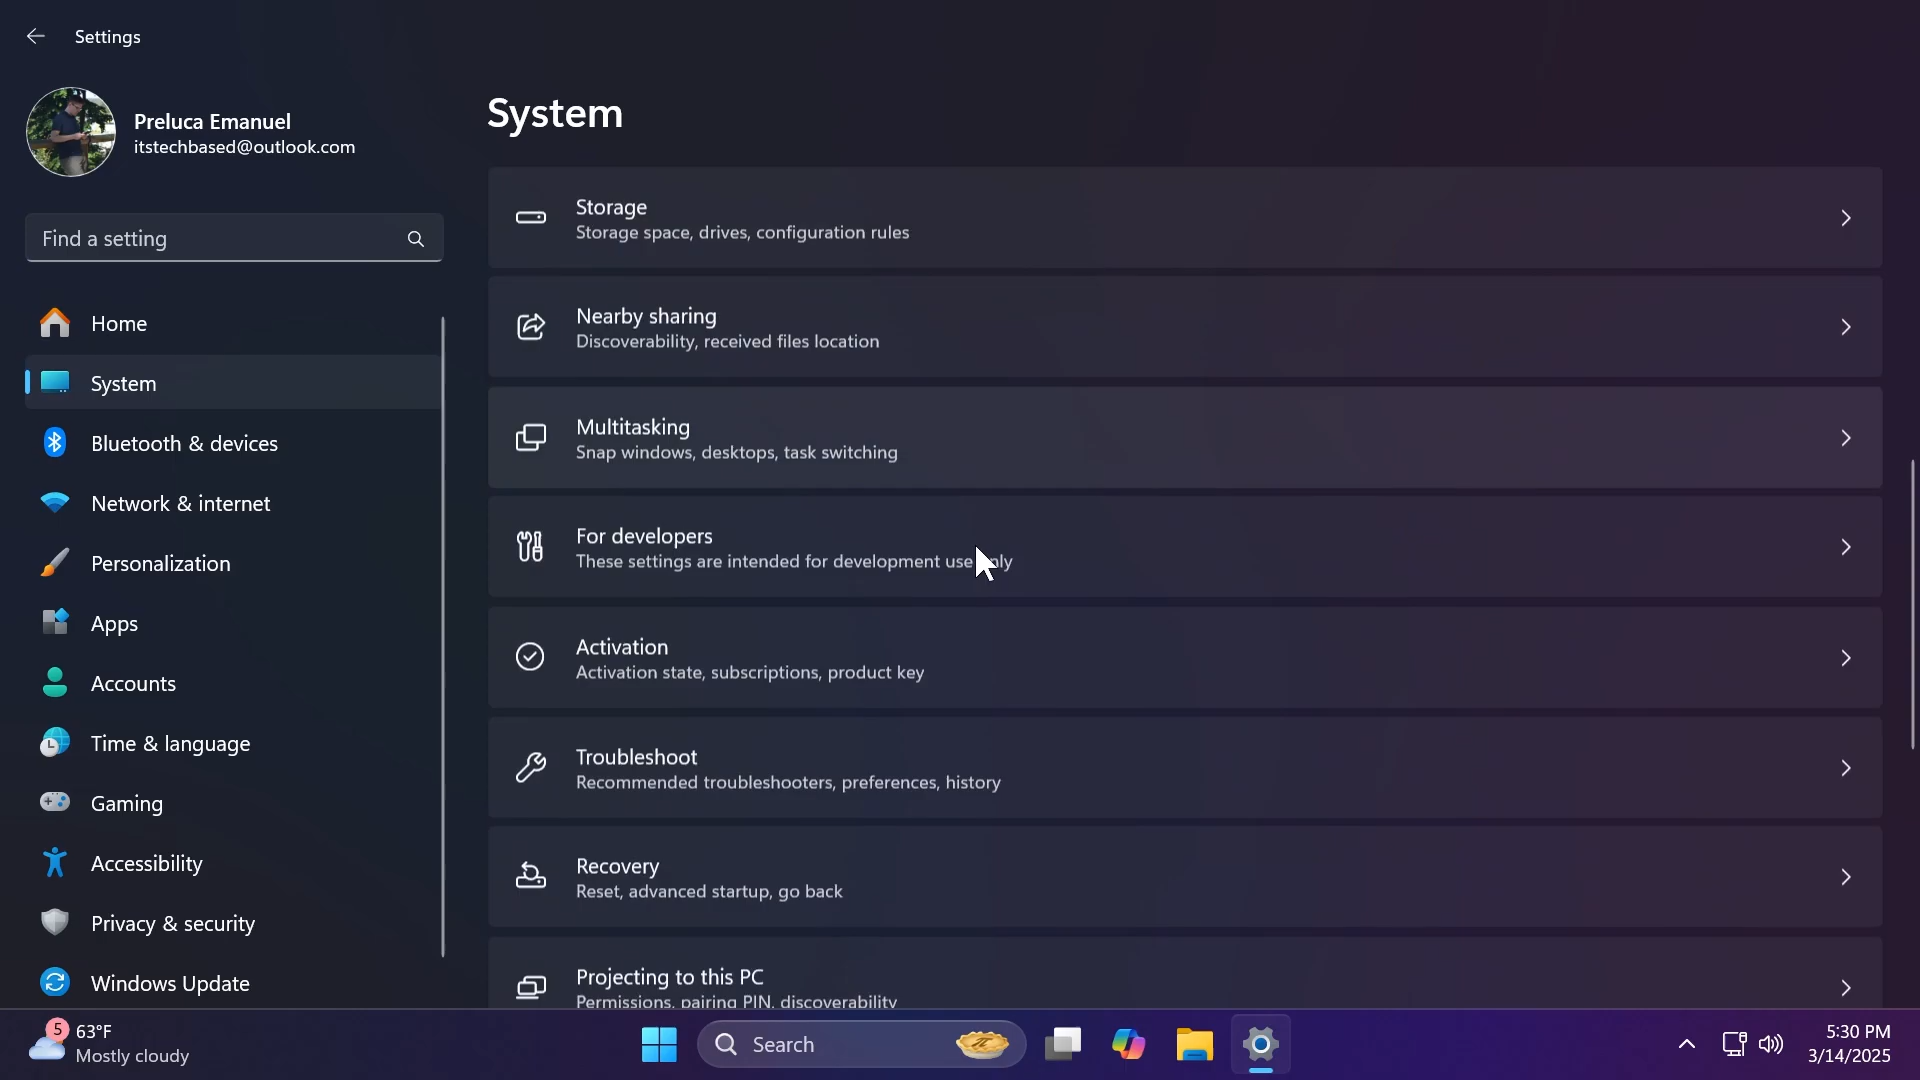 Settings
Preluca Emanuel
itstechbased@outlook.com
Find a setting
Home
System
Bluetooth & devices
Network & internet
Personalization
Apps
Accounts
Time & language
Gaming
Accessibility
Privacy & security
Windows Update
System
Storage
Storage space, drives, configuration rules
Nearby sharing
Discoverability, received files location
Multitasking
Snap windows, desktops, task switching
For developers
These settings are intended for development use only
Activation
Activation state, subscriptions, product key
Troubleshoot
Recommended troubleshooters, preferences, history
Recovery
Reset, advanced startup, go back
Projecting to this PC
Permissions, pairing PIN, discoverability
5
63°F
Mostly cloudy
Search
π
5:30 PM
3/14/2025